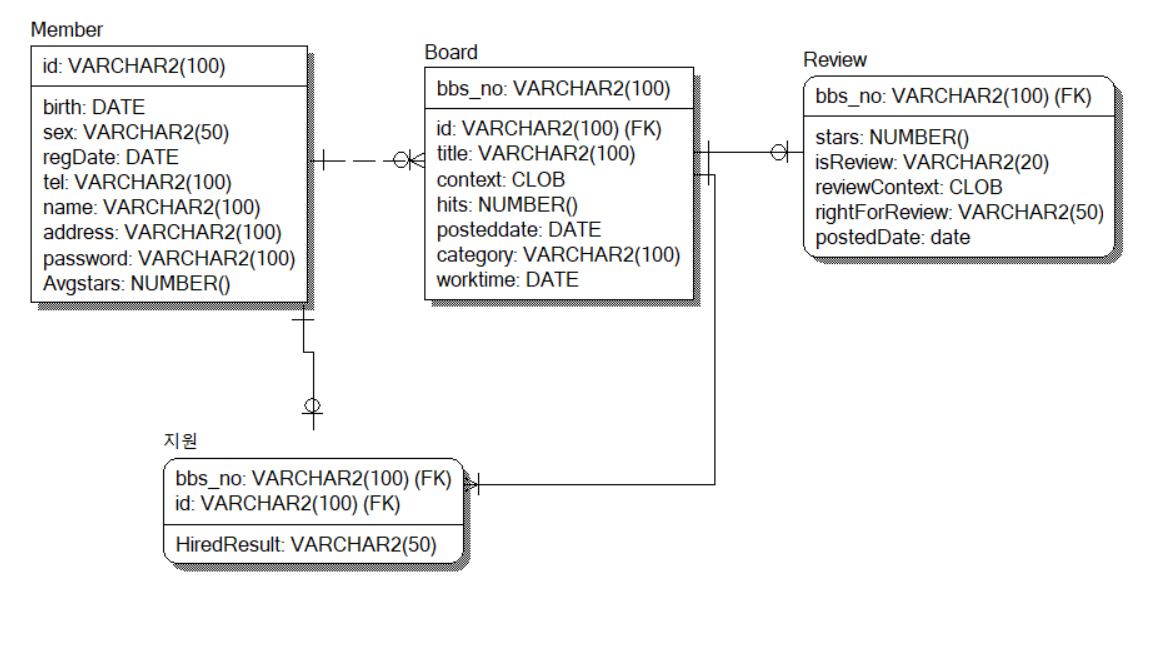 Member
id: VARCHAR2(100)
birth: DATE
sex: VARCHAR2(50)
regDate: DATE
tel: VARCHAR2(100)
name: VARCHAR2(100)
address: VARCHAR2(100)
password: VARCHAR2(100)
Avgstars: NUMBER()
Board
bbs_no: VARCHAR2(100)
id: VARCHAR2(100) (FK)
title: VARCHAR2(100)
context: CLOB
hits: NUMBER()
posteddate: DATE
category: VARCHAR2(100)
worktime: DATE
Review
bbs_no: VARCHAR2(100) (FK)
stars: NUMBER()
isReview: VARCHAR2(20)
reviewContext: CLOB
rightForReview: VARCHAR2(50)
postedDate: date
지원
bbs_no: VARCHAR2(100) (FK)
id: VARCHAR2(100) (FK)
HiredResult: VARCHAR2(50)